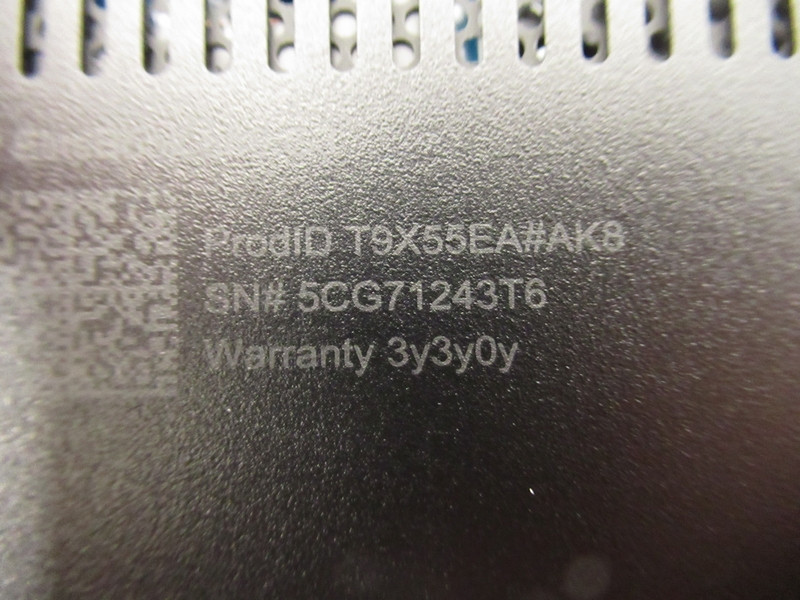 ProdID T9X55EA#AK8
SN# 5CG71243T6
Warranty 3y3y0y